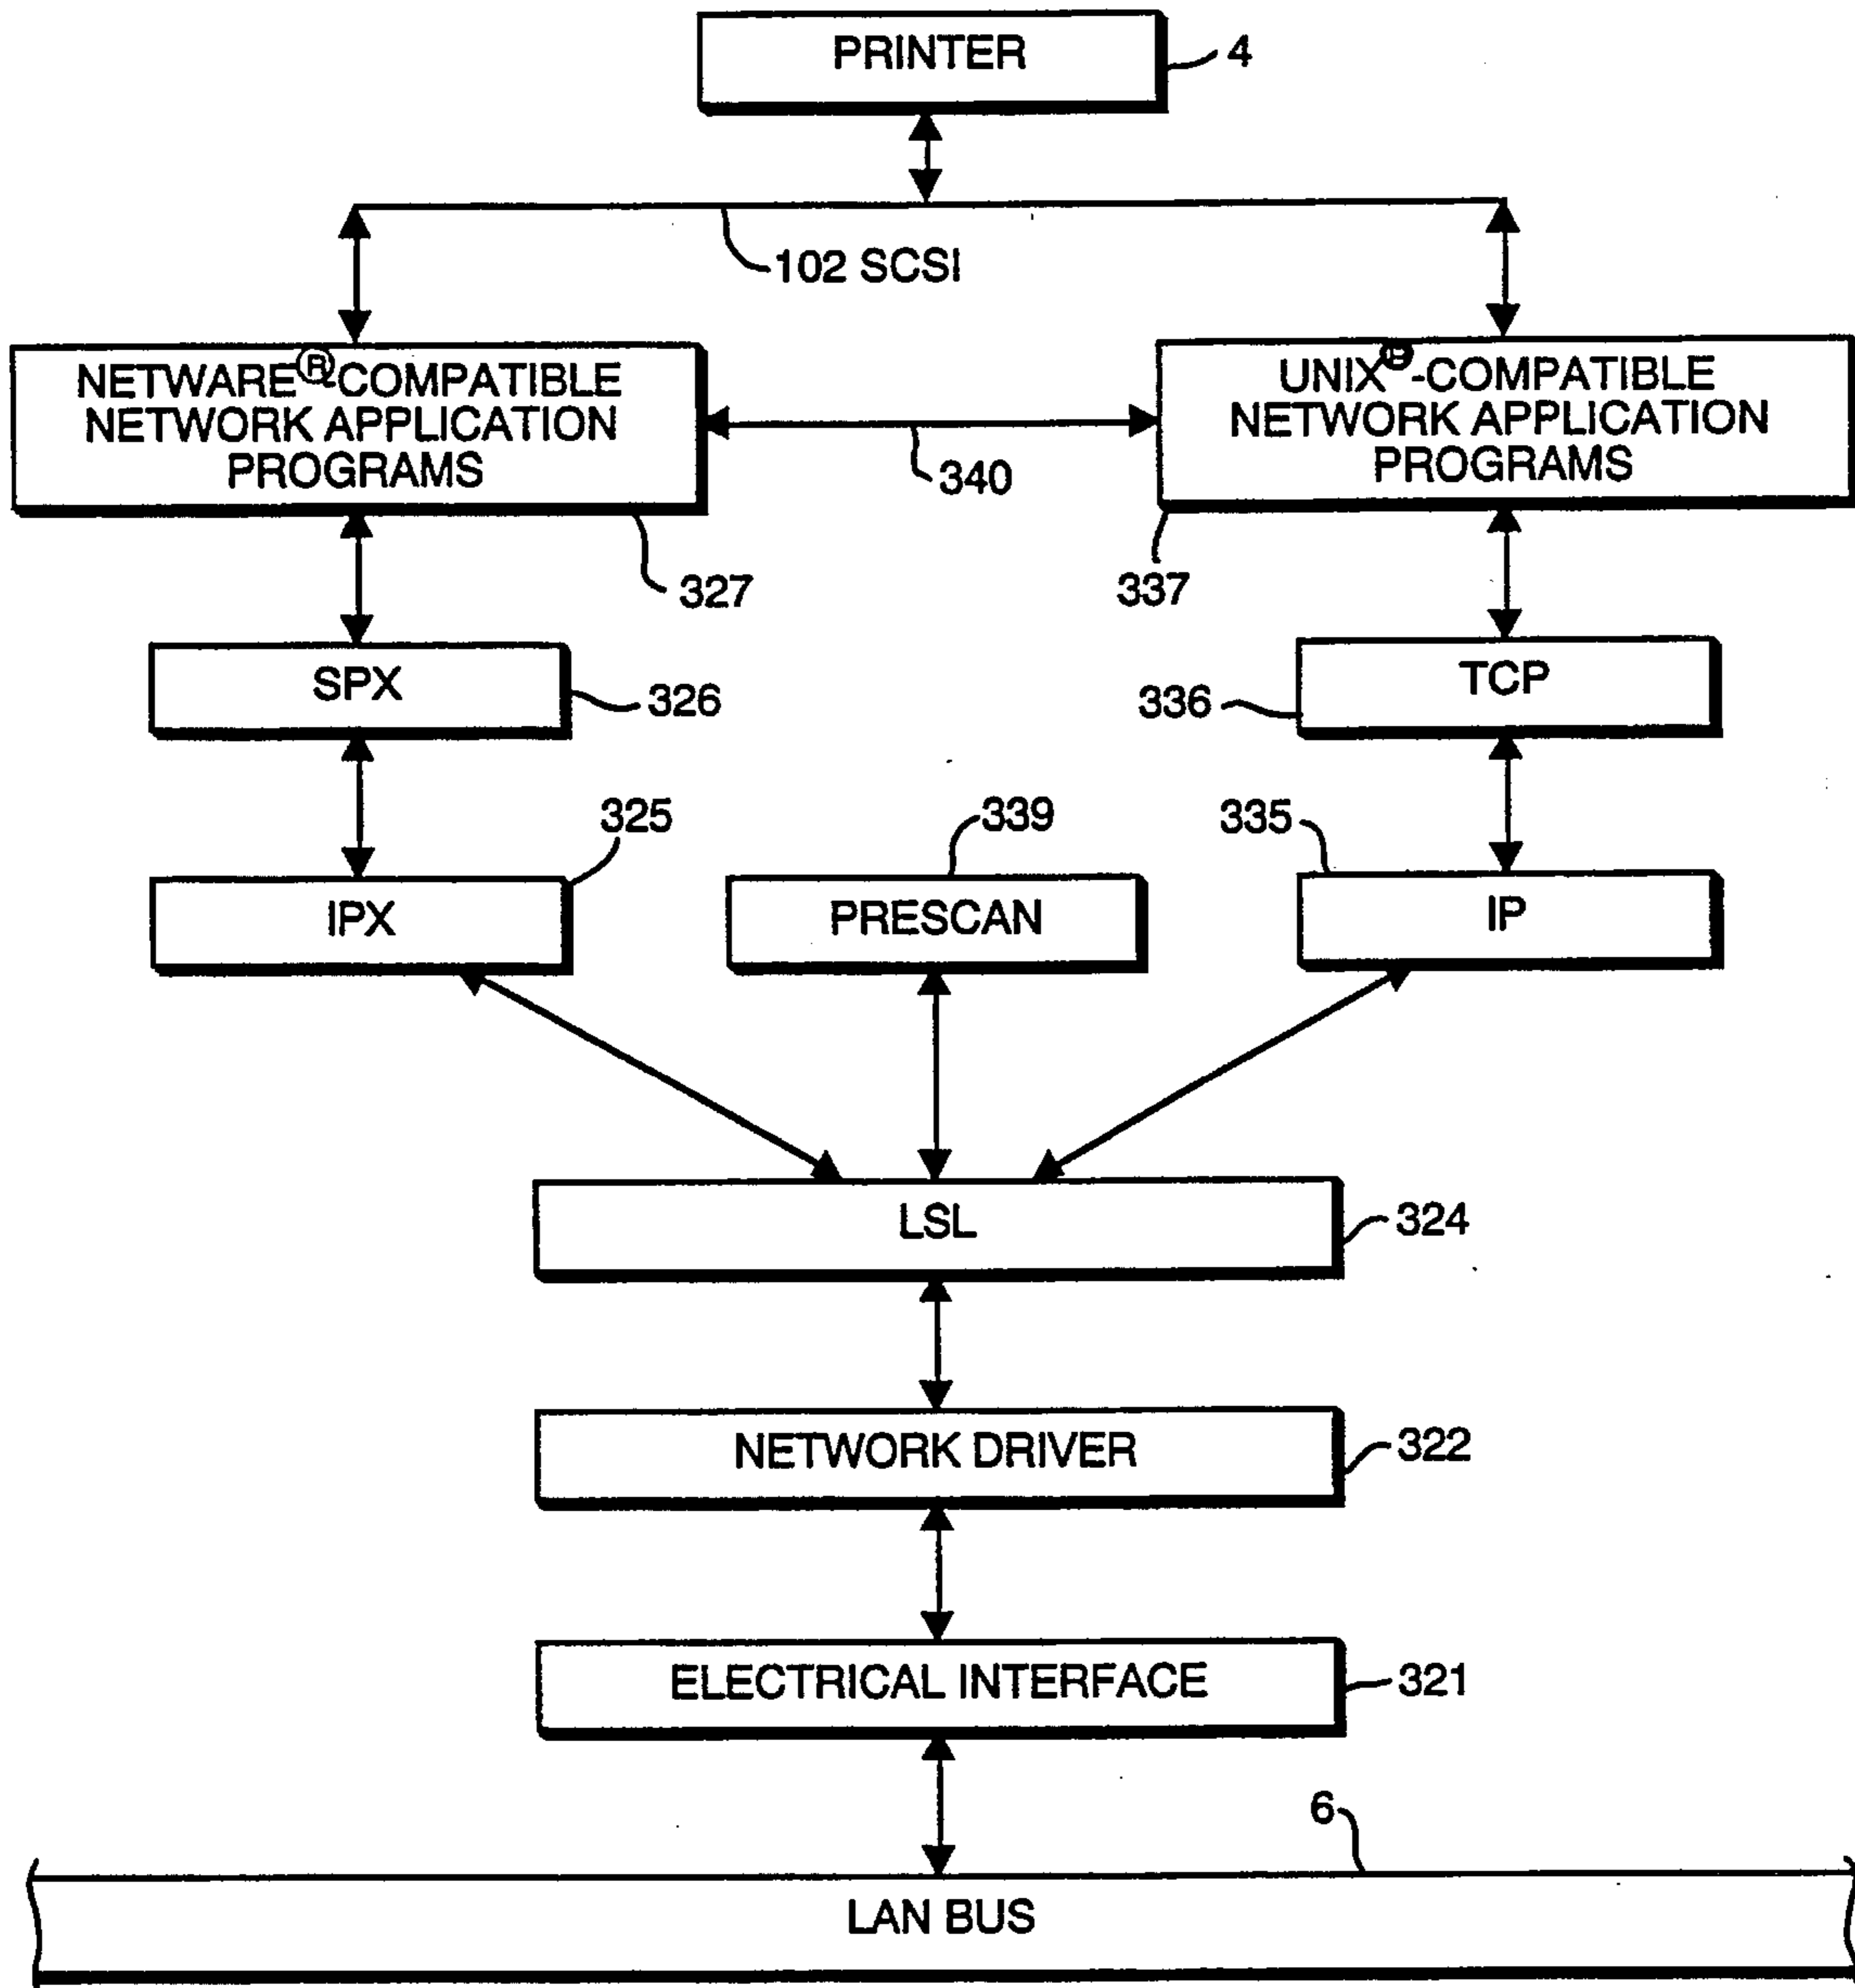 PRINTER
4
102 SCSI
NETWARE®-COMPATIBLE
NETWORK APPLICATION
PROGRAMS
UNIX®-COMPATIBLE
NETWORK APPLICATION
PROGRAMS
340
327
337
SPX
326
TCP
336
325
339
335
IPX
PRESCAN
IP
LSL
324
NETWORK DRIVER
322
ELECTRICAL INTERFACE
321
6
LAN BUS